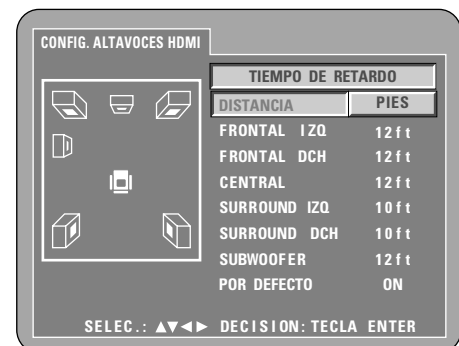 CONFIG. ALTAVOCES HDMI
TIEMPO DE RETARDO
DISTANCIA PIES
FRONTAL IZQ 12ft
FRONTAL DCH 12ft
CENTRAL 12ft
SURROUND IZQ 10ft
SURROUND DCH 10ft
SUBWOOFER 12ft
POR DEFECTO ON
SELEC.: ▲▼◀▶ DECISION: TECLA ENTER